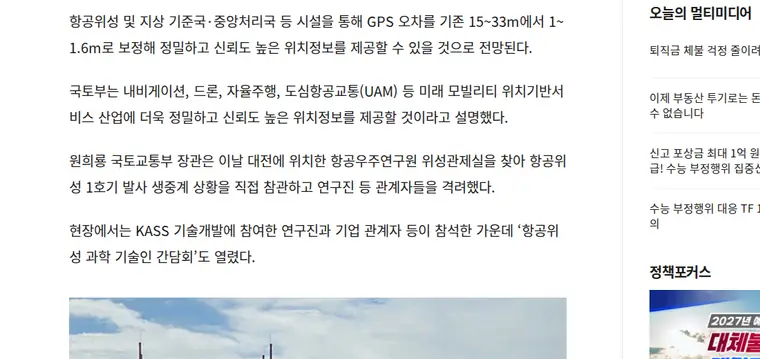 항공위성 및 지상 기준국·중앙처리국 등 시설을 통해 GPS 오차를 기존 15~33m에서 1~
1.6m로 보정해 정밀하고 신뢰도 높은 위치정보를 제공할 수 있을 것으로 전망된다.
국토부는 내비게이션, 드론, 자율주행, 도심항공교통(UAM) 등 미래 모빌리티 위치기반서
비스 산업에 더욱 정밀하고 신뢰도 높은 위치정보를 제공할 것이라고 설명했다.
원희룡 국토교통부 장관은 이날 대전에 위치한 항공우주연구원 위성관제실을 찾아 항공위
성 1호기 발사 생중계 상황을 직접 참관하고 연구진 등 관계자들을 격려했다.
현장에서는 KASS 기술개발에 참여한 연구진과 기업 관계자 등이 참석한 가운데 ‘항공위
성 과학 기술인 간담회’도 열렸다.
오늘의 멀티미디어
퇴직금 체불 걱정 줄이려
이제 부동산 투기로는 돈
수 없습니다
신고 포상금 최대 1억 원
급! 수능 부정행위 집중신
수능 부정행위 대응 TF 1
의
정책포커스
2027년
대체불